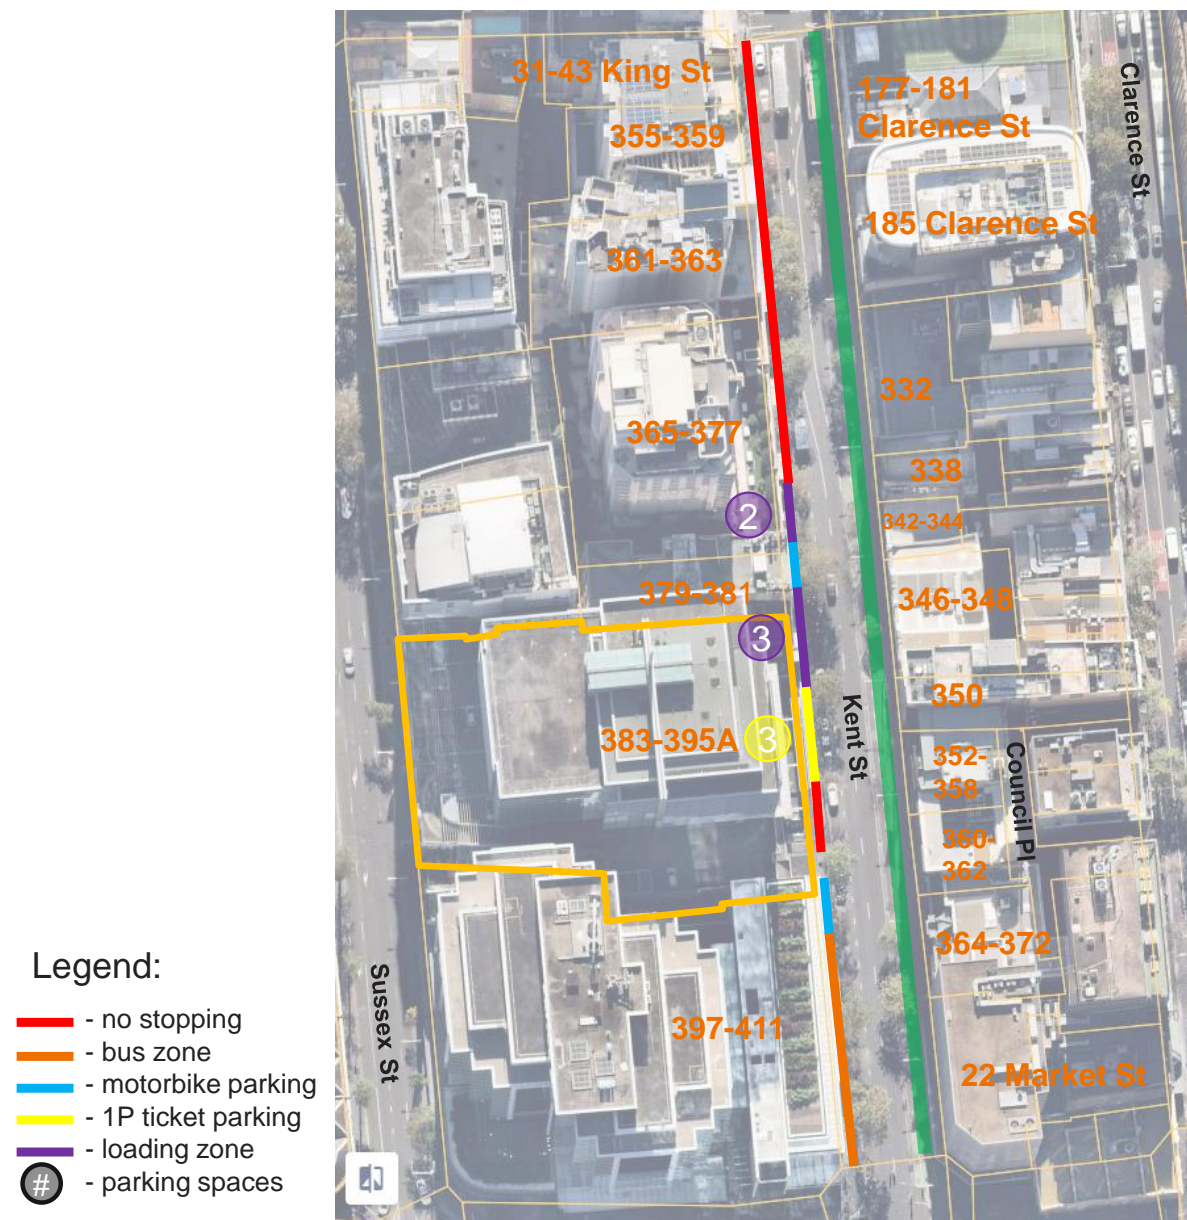 31-43 King St
177-181
Clarence St
Clarence St
355-359
185 Clarence St
361-363
332
365-377
338
2
342-344
379-381
346-348
3
350
383-395A
3
Kent St
352-
358
Council Pl
360-
362
364-372
Sussex St
397-411
22 Market St
Legend:
- no stopping
- bus zone
- motorbike parking
- 1P ticket parking
- loading zone
# - parking spaces